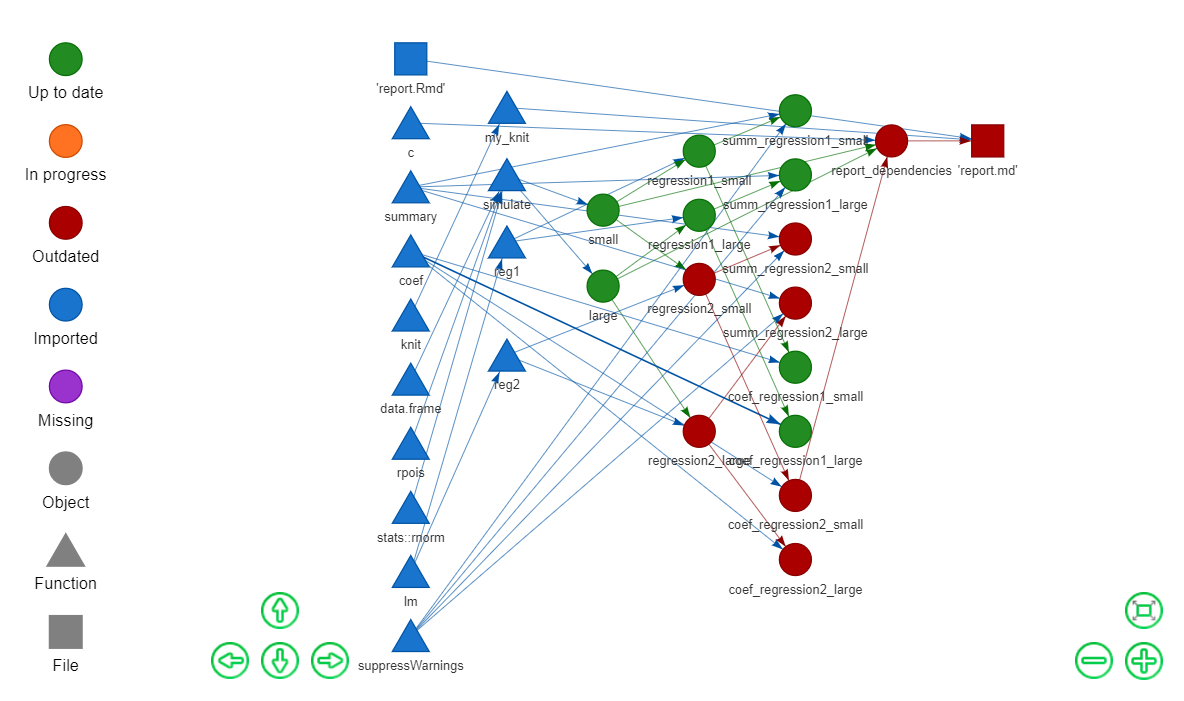 Up to date
In progress
Outdated
Imported
Missing
Object
Function
File
'report.Rmd'
c
summary
coef
knit
data.frame
rpois
stats::rnorm
lm
suppressWarnings
my_knit
simulate
reg1
reg2
small
large
regression1_small
regression1_large
regression2_small
regression2_large
summ_regression1_small
summ_regression1_large
summ_regression2_small
summ_regression2_large
coef_regression1_small
coef_regression1_large
coef_regression2_small
coef_regression2_large
report_dependencies
'report.md'